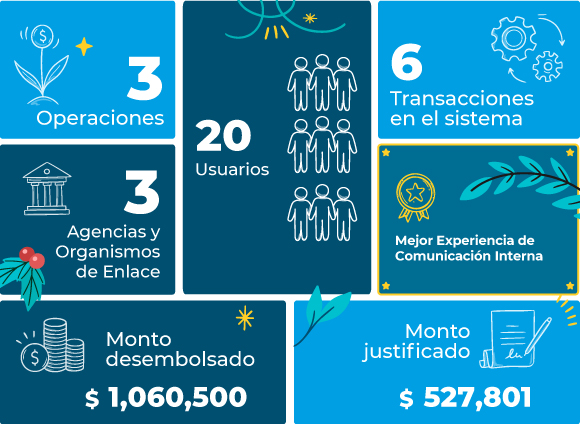 3
Operaciones
20
Usuarios
6
Transacciones
en el sistema
3
Agencias y
Organismos
de Enlace
Mejor Experiencia de
Comunicación Interna
Monto
desembolsado
$ 1,060,500
Monto
justificado
$ 527,801